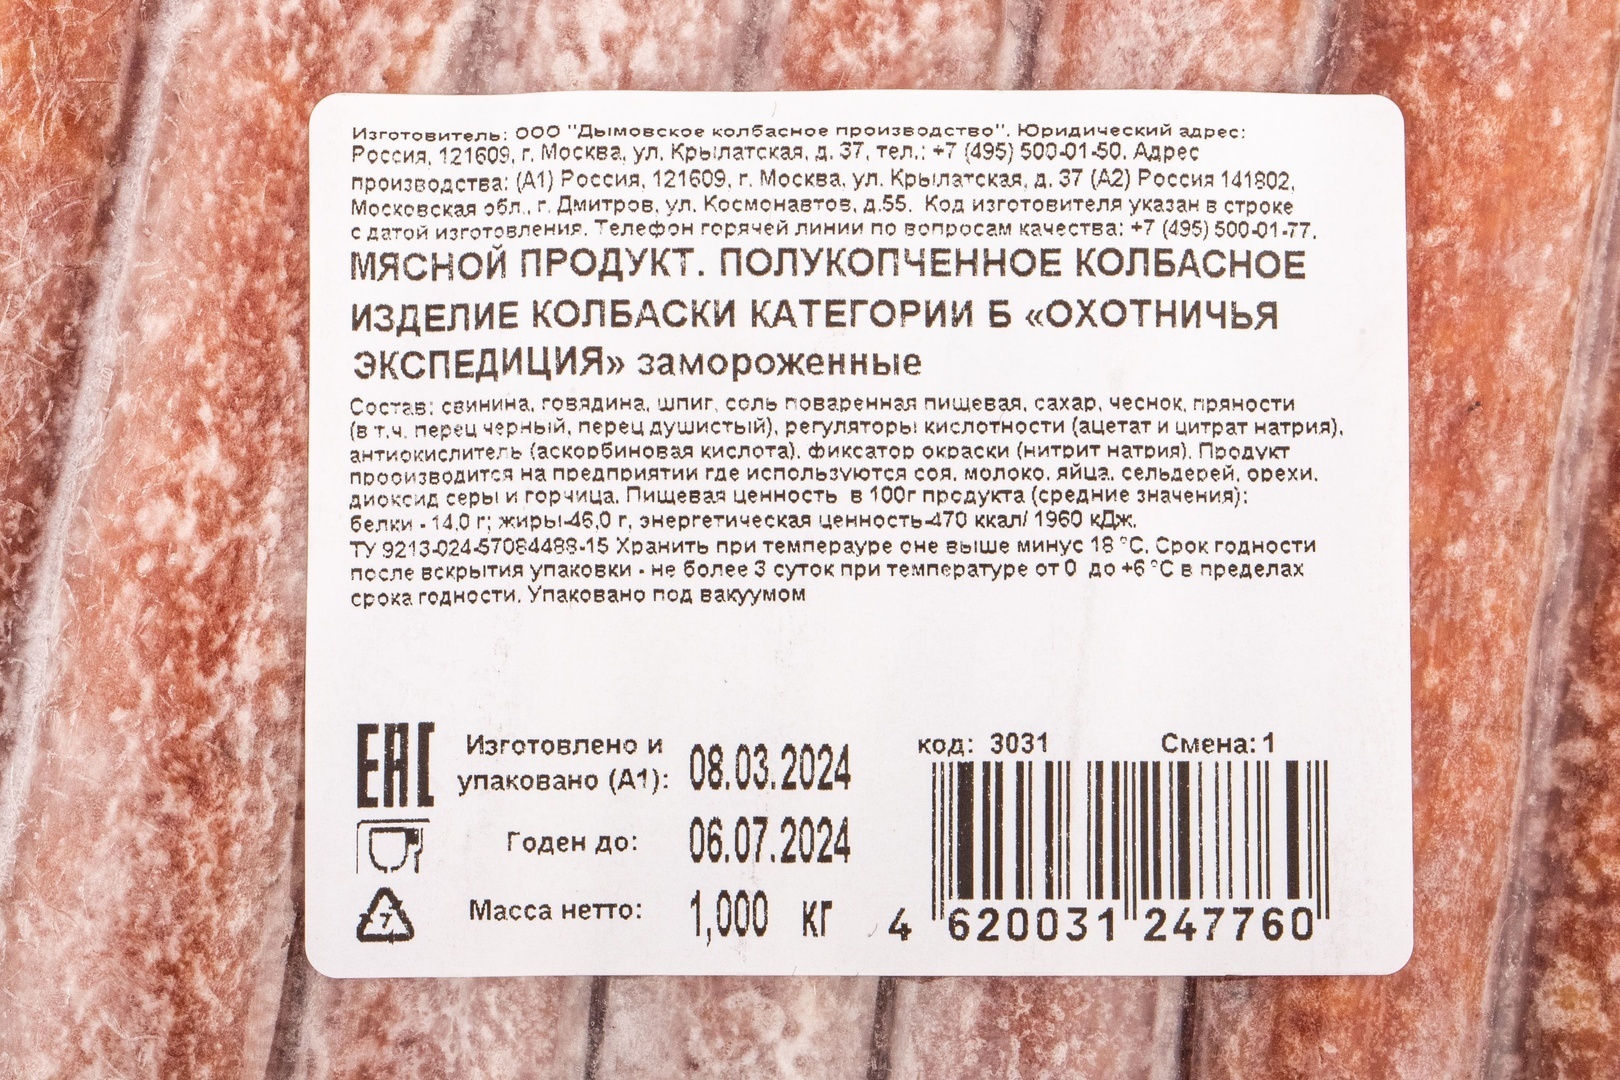 Изготовитель: ООО "Дымовское колбасное производство". Юридический адрес:
Россия, 121609, г. Москва, ул. Крылатская, д. 37, тел.: +7 (495) 500-01-50. Адрес
производства: (А1) Россия, 121609, г. Москва, ул. Крылатская, д. 37 (А2) Россия 141802,
Московская обл., г. Дмитров, ул. Космонавтов, д.55. Код изготовителя указан в строке
с датой изготовления. Телефон горячей линии по вопросам качества: +7 (495) 500-01-77.
МЯСНОЙ ПРОДУКТ. ПОЛУКОПЧЕННОЕ КОЛБАСНОЕ
ИЗДЕЛИЕ КОЛБАСКИ КАТЕГОРИИ Б «ОХОТНИЧЬЯ
ЭКСПЕДИЦИЯ» замороженные
Состав: свинина, говядина, шпиг, соль поваренная пищевая, сахар, чеснок, пряности
(в т.ч. перец черный, перец душистый), регуляторы кислотности (ацетат и цитрат натрия),
антиокислитель (аскорбиновая кислота), фиксатор окраски (нитрит натрия). Продукт
производится на предприятии где используются соя, молоко, яйца, сельдерей, орехи,
диоксид серы и горчица. Пищевая ценность в 100г продукта (средние значения):
белки - 14,0 г; жиры-46,0 г, энергетическая ценность-470 ккал/ 1960 кДж.
ТУ 9213-024-57084488-15 Хранить при темперауре оне выше минус 18 °С. Срок годности
после вскрытия упаковки - не более 3 суток при температуре от 0 до +6 °С в пределах
срока годности. Упаковано под вакуумом
EAC
Изготовлено и
упаковано (А1): 08.03.2024
Годен до: 06.07.2024
7
Масса нетто: 1,000 кг
код: 3031 Смена: 1
4 620031 247760